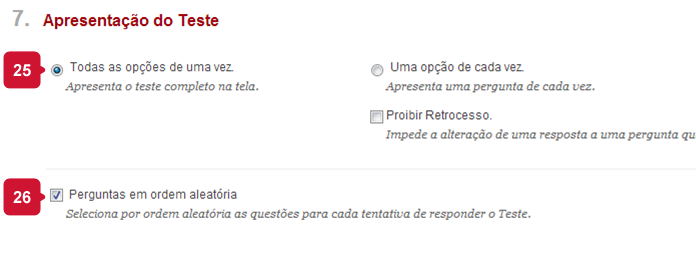 7. Apresentação do Teste
25 Todas as opções de uma vez.
Apresenta o teste completo na tela.
Uma opção de cada vez.
Apresenta uma pergunta de cada vez.
Proibir Retrocesso.
Impede a alteração de uma resposta a uma pergunta qu
26 Perguntas em ordem aleatória
Seleciona por ordem aleatória as questões para cada tentativa de responder o Teste.